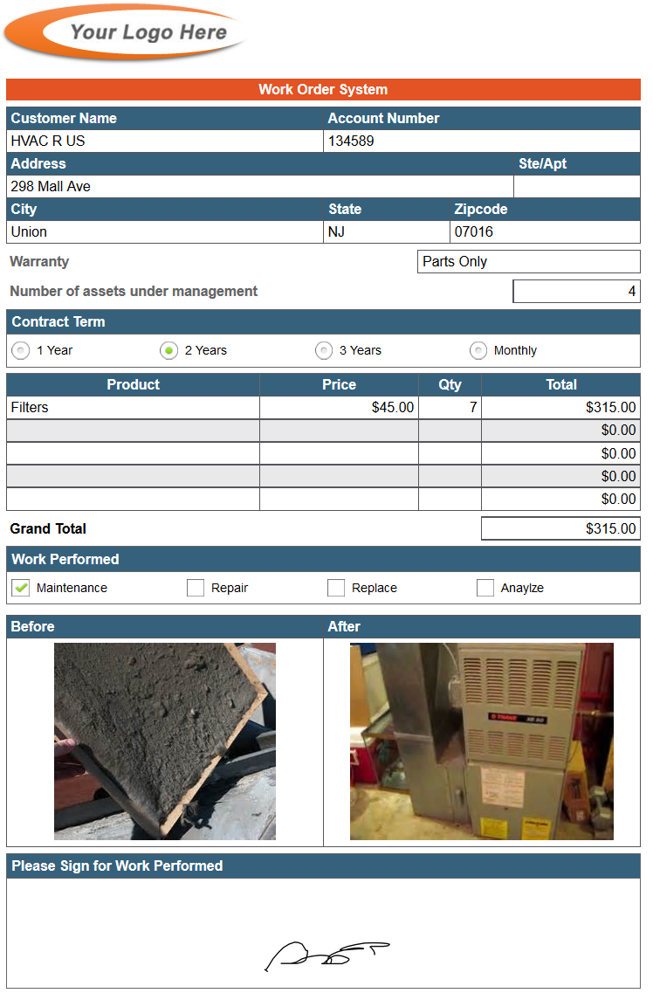 Your Logo Here
Work Order System
Customer Name Account Number
HVAC R US 134589
Address Ste/Apt
298 Mall Ave
City State Zipcode
Union NJ 07016
Warranty Parts Only
Number of assets under management 4
Contract Term
1 Year 2 Years 3 Years Monthly
Product Price Qty Total
Filters $45.00 7 $315.00
$0.00
$0.00
$0.00
$0.00
Grand Total $315.00
Work Performed
Maintenance Repair Replace Anaylze
Before After
TRANE XE 80
Please Sign for Work Performed